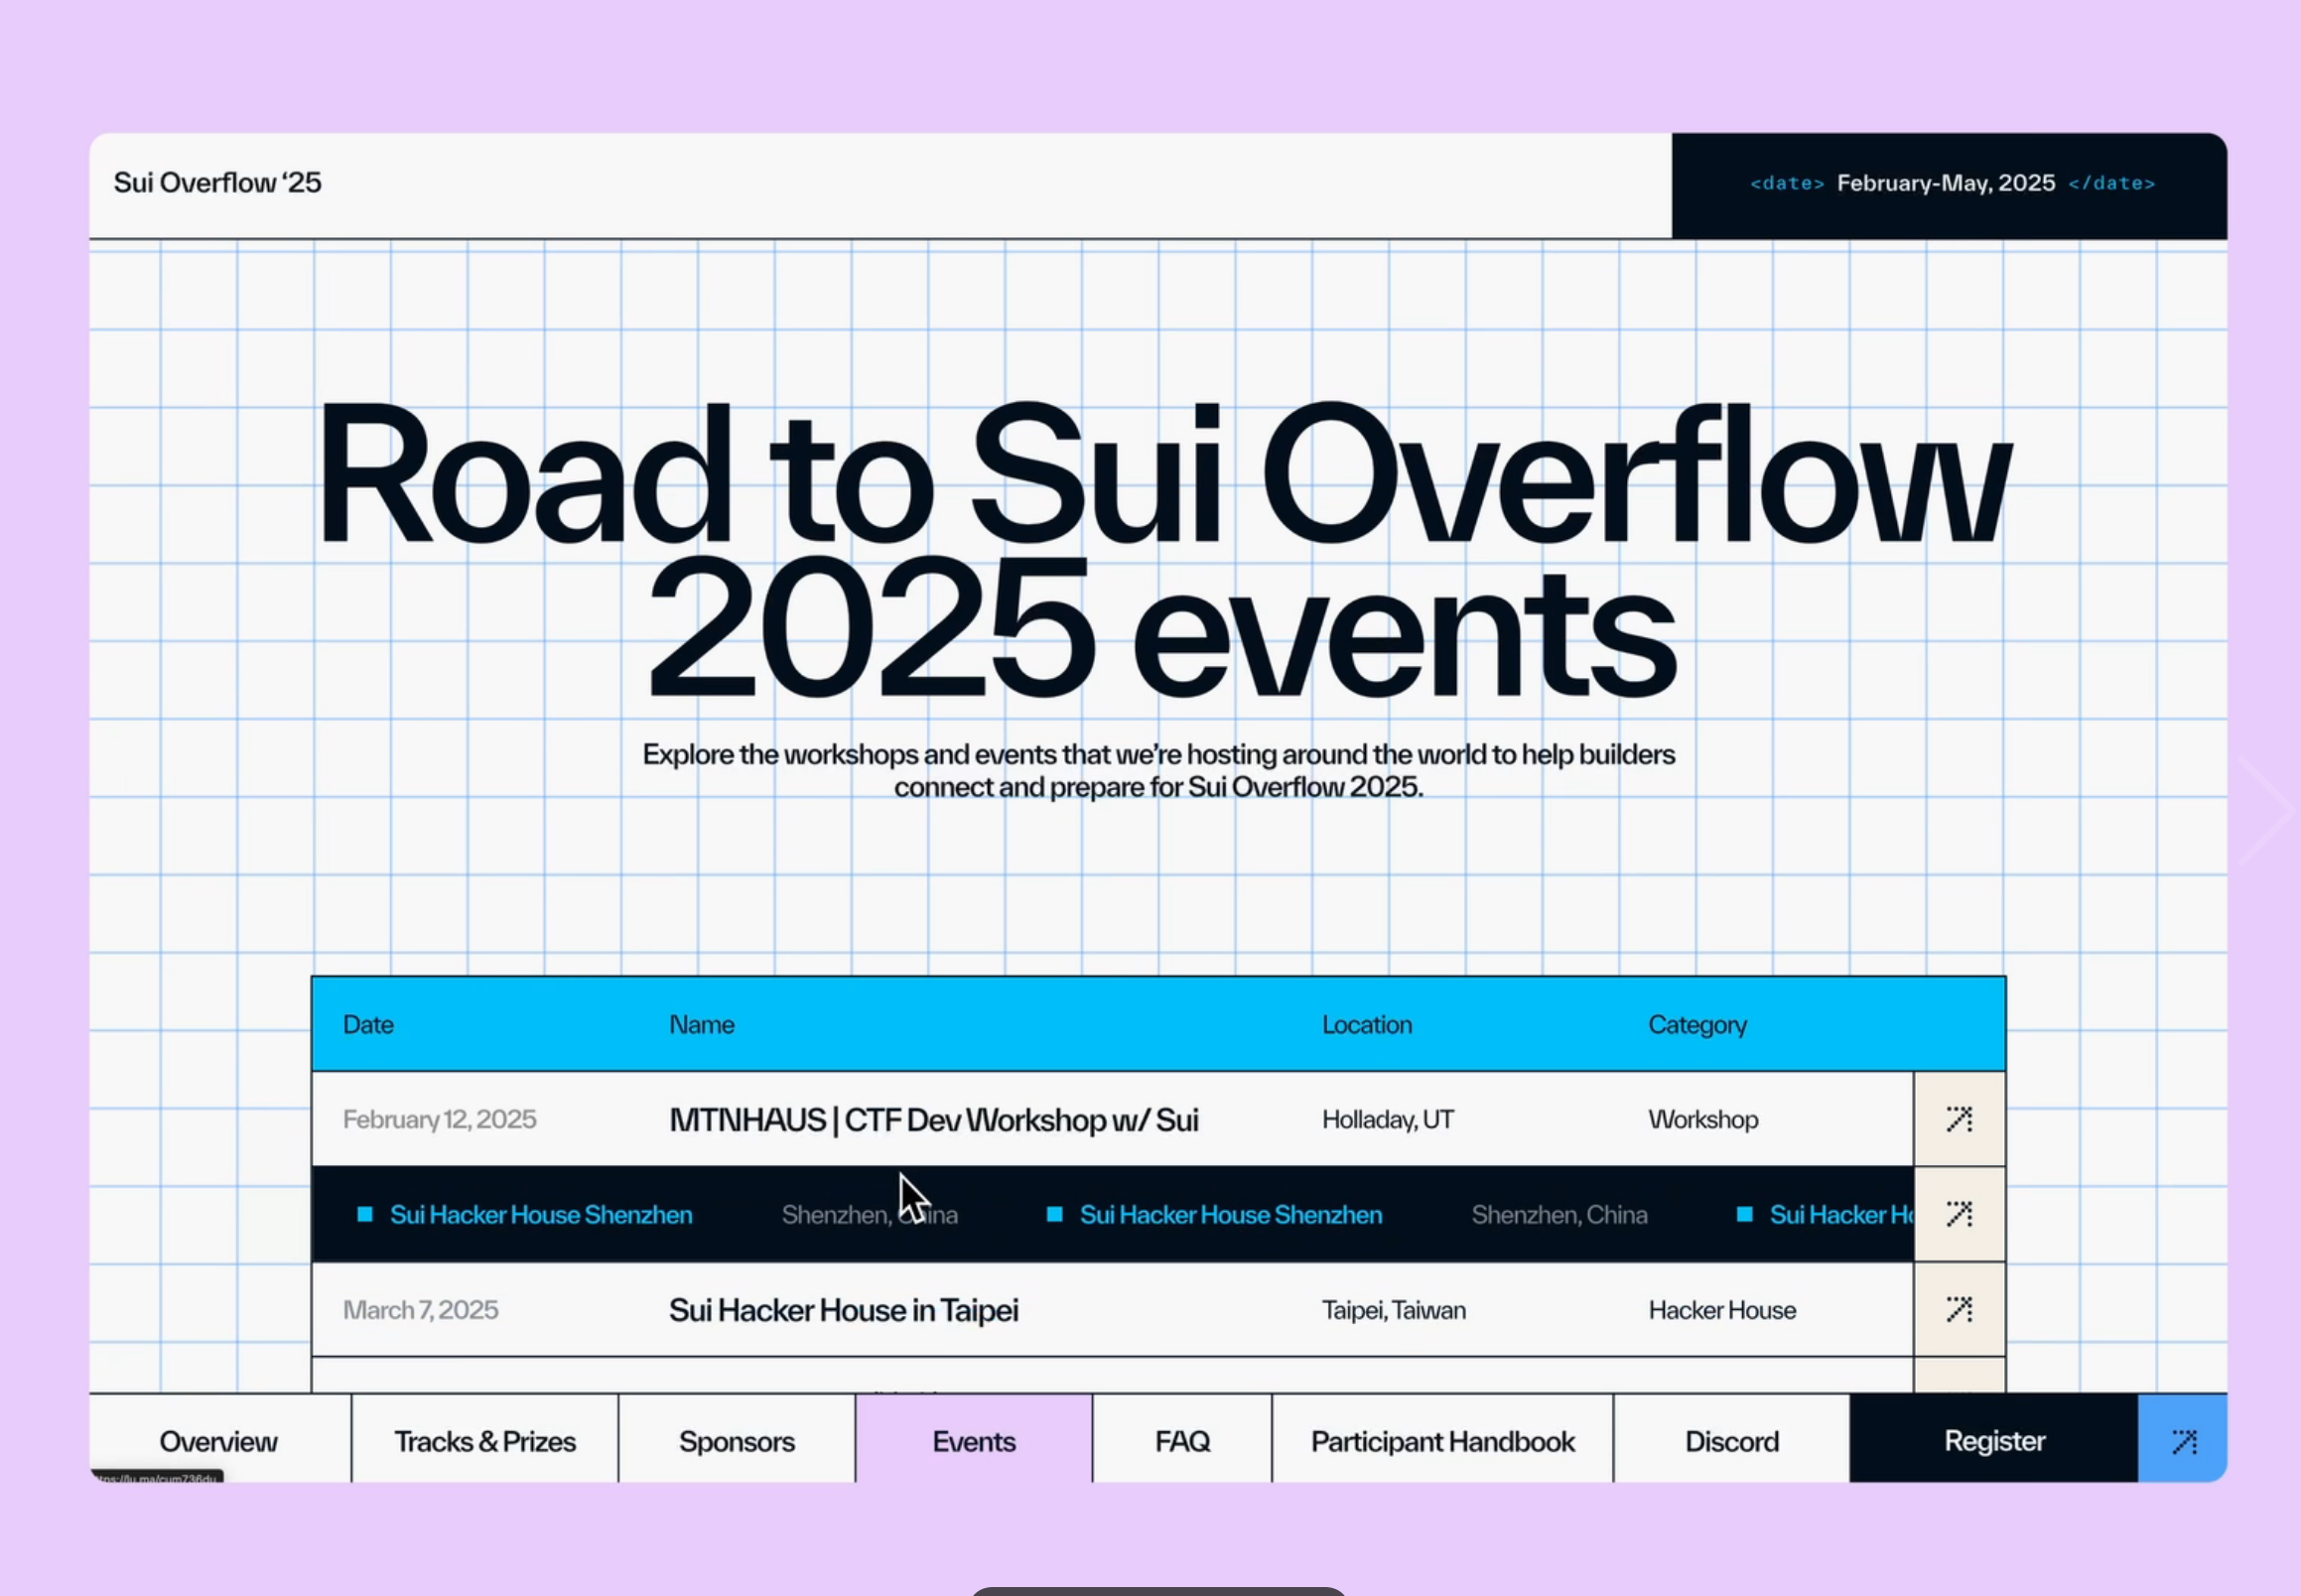 Sui Overflow ‘25
<date> February-May, 2025 </date>
Road to Sui Overflow
2025 events
Explore the workshops and events that we’re hosting around the world to help builders
connect and prepare for Sui Overflow 2025.
Date Name Location Category
February 12, 2025 MTNHAUS | CTF Dev Workshop w/ Sui Holladay, UT Workshop
Sui Hacker House Shenzhen Shenzhen, China Sui Hacker House Shenzhen Shenzhen, China Sui Hacker
March 7, 2025 Sui Hacker House in Taipei Taipei, Taiwan Hacker House
Overview Tracks & Prizes Sponsors Events FAQ Participant Handbook Discord Register